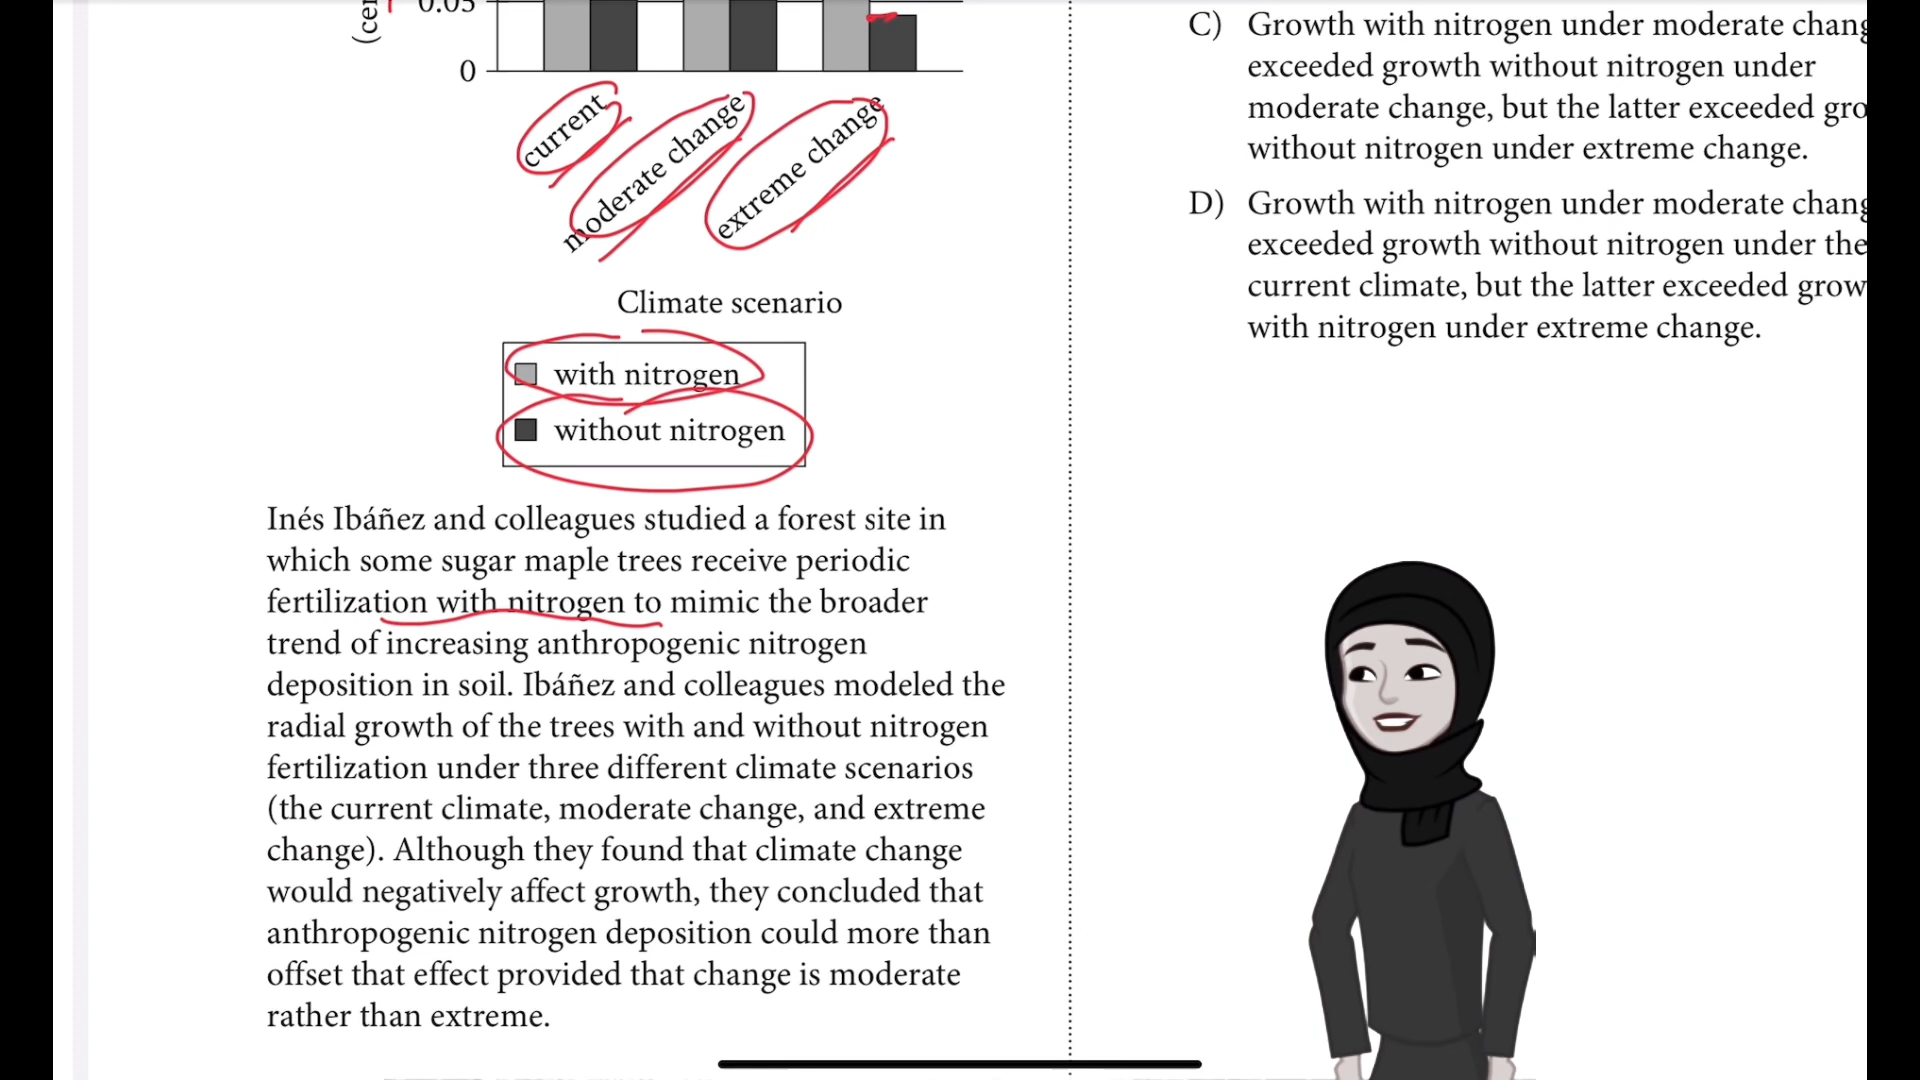 (cen
0.05
0
current
moderate change
extreme change
Climate scenario
with nitrogen
without nitrogen
Inés Ibáñez and colleagues studied a forest site in
which some sugar maple trees receive periodic
fertilization with nitrogen to mimic the broader
trend of increasing anthropogenic nitrogen
deposition in soil. Ibáñez and colleagues modeled the
radial growth of the trees with and without nitrogen
fertilization under three different climate scenarios
(the current climate, moderate change, and extreme
change). Although they found that climate change
would negatively affect growth, they concluded that
anthropogenic nitrogen deposition could more than
offset that effect provided that change is moderate
rather than extreme.
C) Growth with nitrogen under moderate chang
exceeded growth without nitrogen under
moderate change, but the latter exceeded gro
without nitrogen under extreme change.
D) Growth with nitrogen under moderate chang
exceeded growth without nitrogen under the
current climate, but the latter exceeded grow
with nitrogen under extreme change.